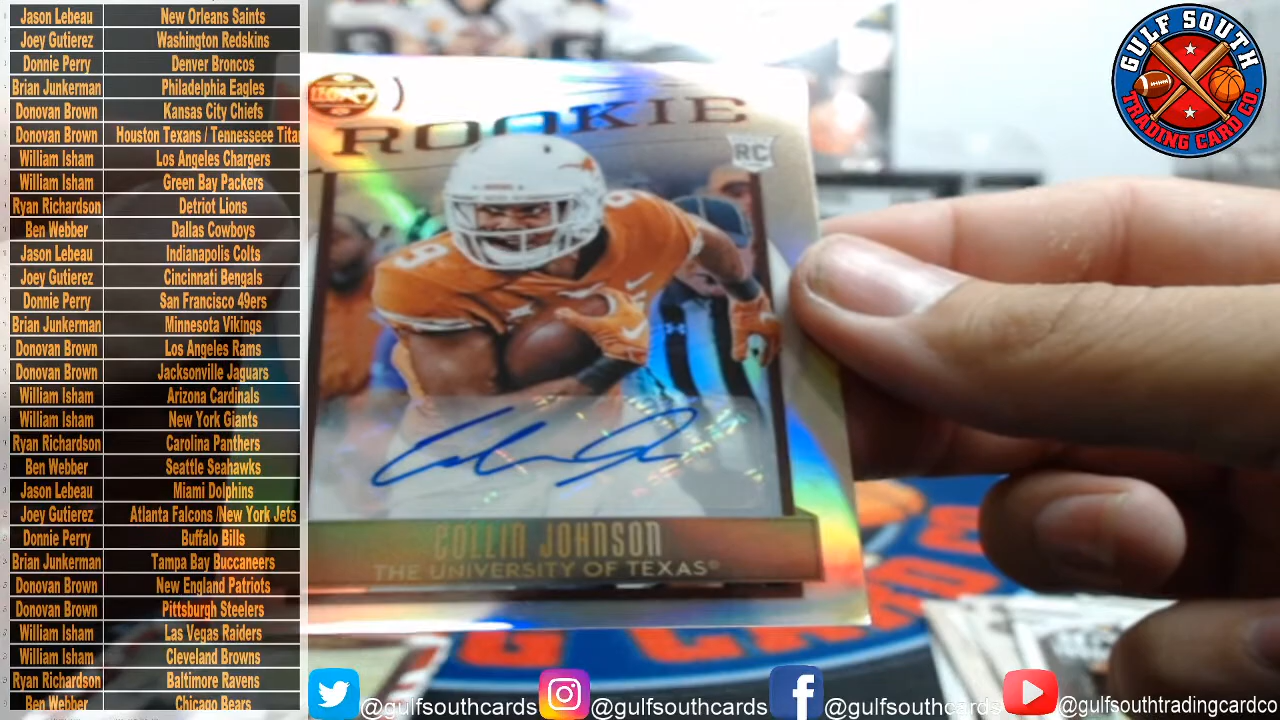 Jason Lebeau New Orleans Saints
Joey Gutierez Washington Redskins
Donnie Perry Denver Broncos
Brian Junkerman Philadelphia Eagles
Donovan Brown Kansas City Chiefs
Donovan Brown Houston Texans / Tennesseee Tita
William Isham Los Angeles Chargers
William Isham Green Bay Packers
Ryan Richardson Detriot Lions
Ben Webber Dallas Cowboys
Jason Lebeau Indianapolis Colts
Joey Gutierez Cincinnati Bengals
Donnie Perry San Francisco 49ers
Brian Junkerman Minnesota Vikings
Donovan Brown Los Angeles Rams
Donovan Brown Jacksonville Jaguars
William Isham Arizona Cardinals
William Isham New York Giants
Ryan Richardson Carolina Panthers
Ben Webber Seattle Seahawks
Jason Lebeau Miami Dolphins
Joey Gutierez Atlanta Falcons /New York Jets
Donnie Perry Buffalo Bills
Brian Junkerman Tampa Bay Buccaneers
Donovan Brown New England Patriots
Donovan Brown Pittsburgh Steelers
William Isham Las Vegas Raiders
William Isham Cleveland Browns
Ryan Richardson Baltimore Ravens
Ben Webber Chicago Bears
ROOKIE
RC
9
JOHNSON
THE UNIVERSITY OF TEXAS®
GULF SOUTH
TRADING CARD CO.
@gulfsouthcards
@gulfsouthcards
@gulfsouthcards
@gulfsouthtradingcardco